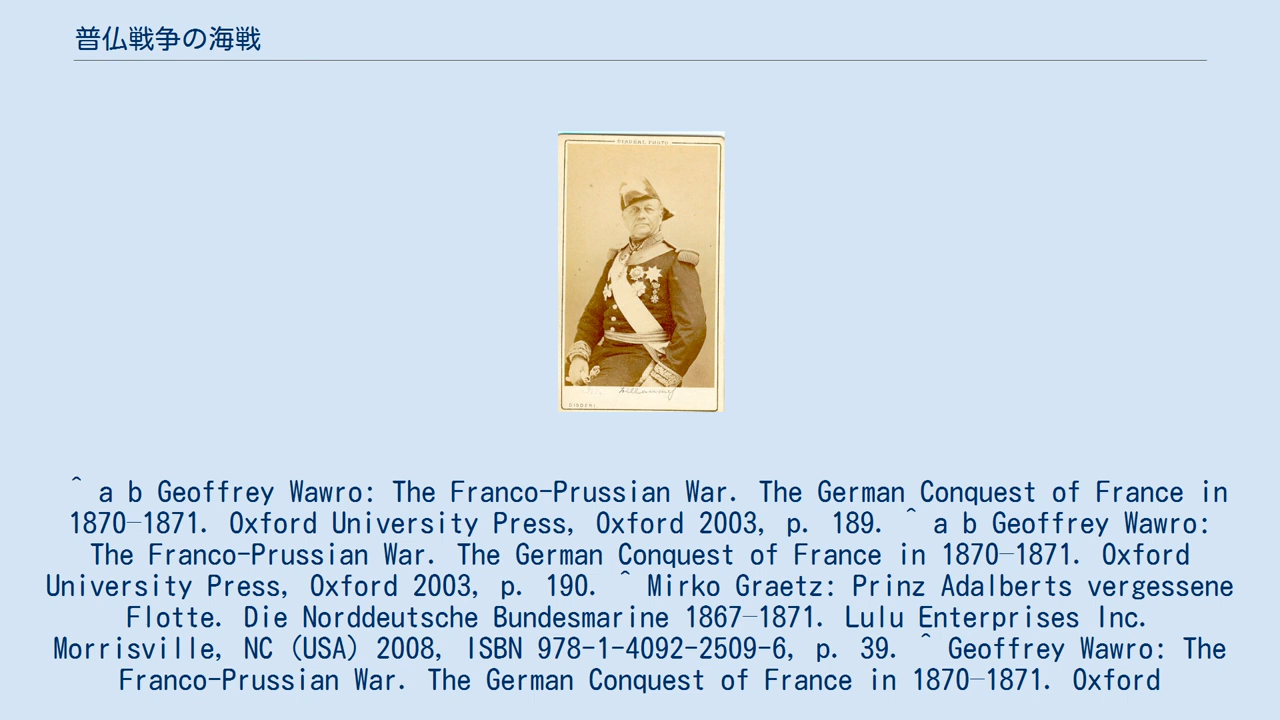 普仏戦争の海戦
DISDERI PHOTO
DISDERI.
^ a b Geoffrey Wawro: The Franco-Prussian War. The German Conquest of France in
1870–1871. Oxford University Press, Oxford 2003, p. 189. ^ a b Geoffrey Wawro:
The Franco-Prussian War. The German Conquest of France in 1870–1871. Oxford
University Press, Oxford 2003, p. 190. ^ Mirko Graetz: Prinz Adalberts vergessene
Flotte. Die Norddeutsche Bundesmarine 1867–1871. Lulu Enterprises Inc.
Morrisville, NC (USA) 2008, ISBN 978-1-4092-2509-6, p. 39. ^ Geoffrey Wawro: The
Franco-Prussian War. The German Conquest of France in 1870–1871. Oxford